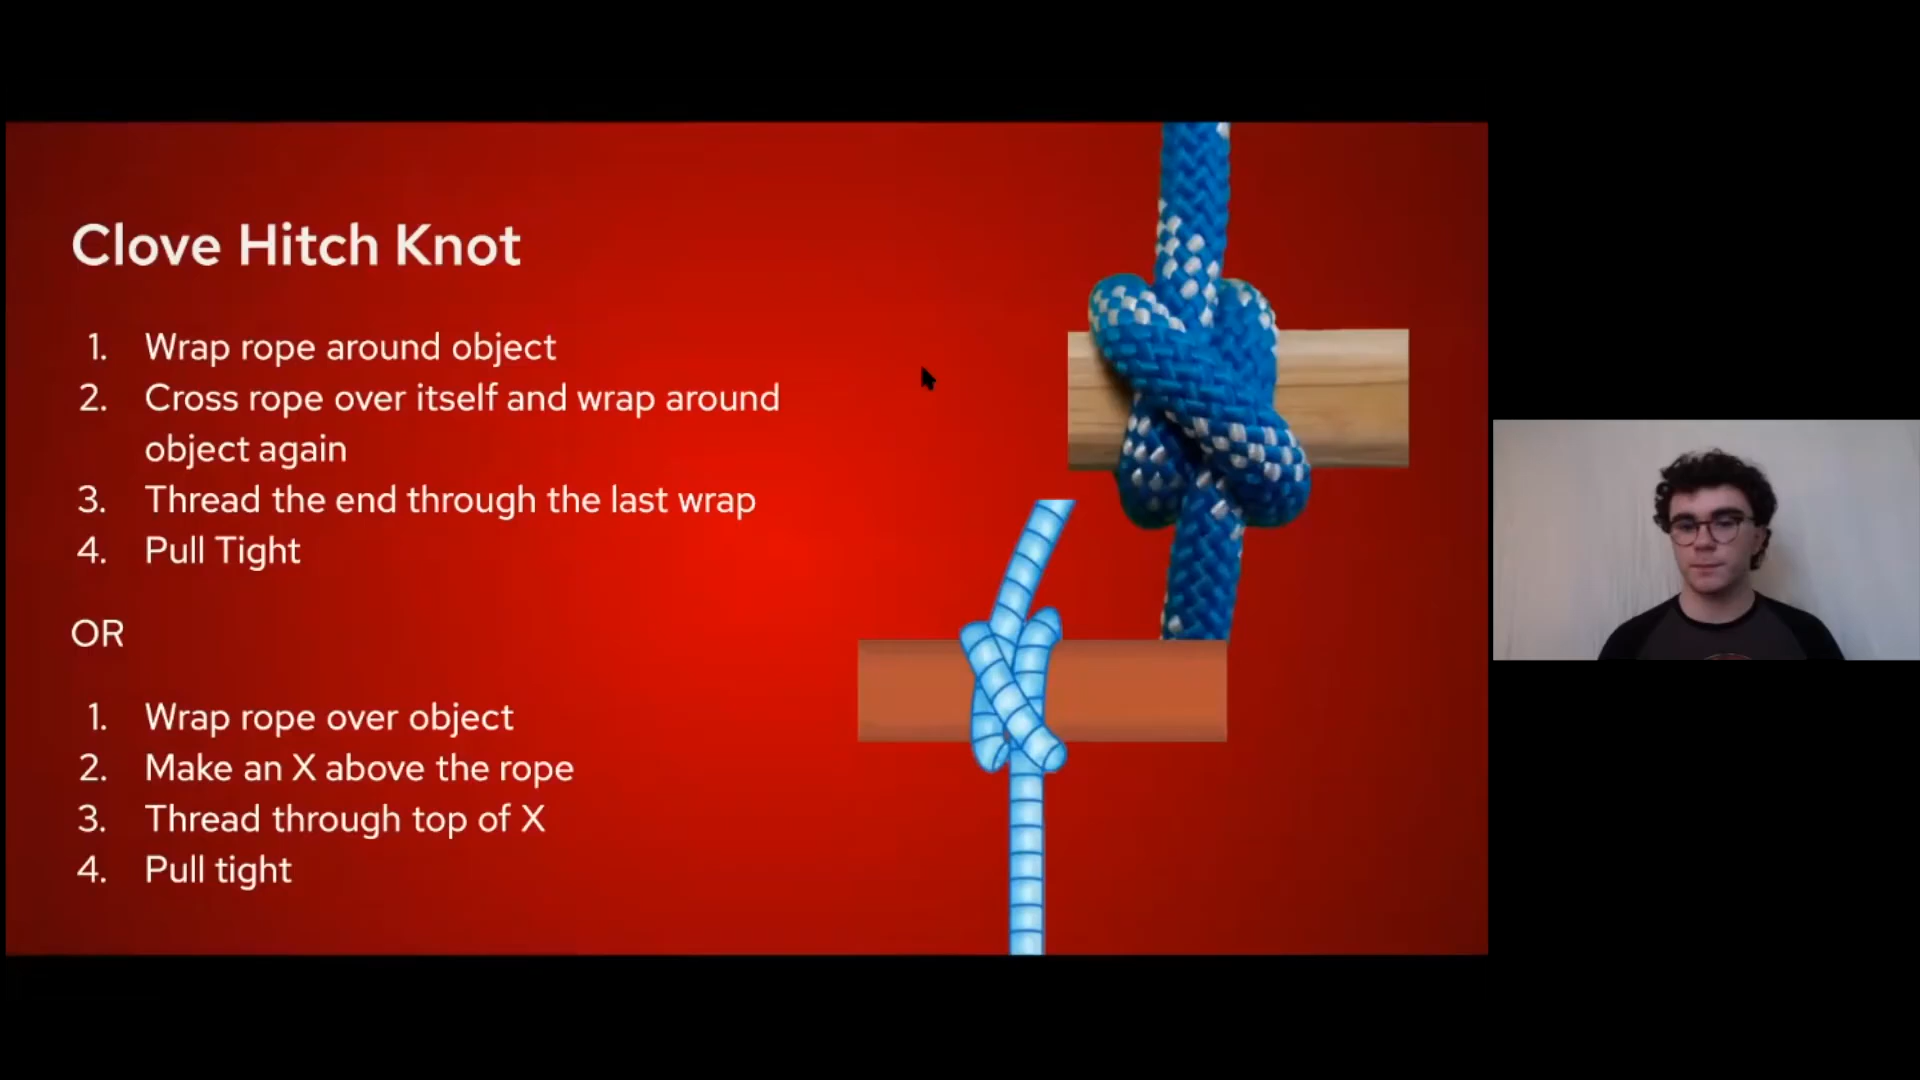 Clove Hitch Knot
1. Wrap rope around object
2. Cross rope over itself and wrap around
object again
3. Thread the end through the last wrap
4. Pull Tight
OR
1. Wrap rope over object
2. Make an X above the rope
3. Thread through top of X
4. Pull tight